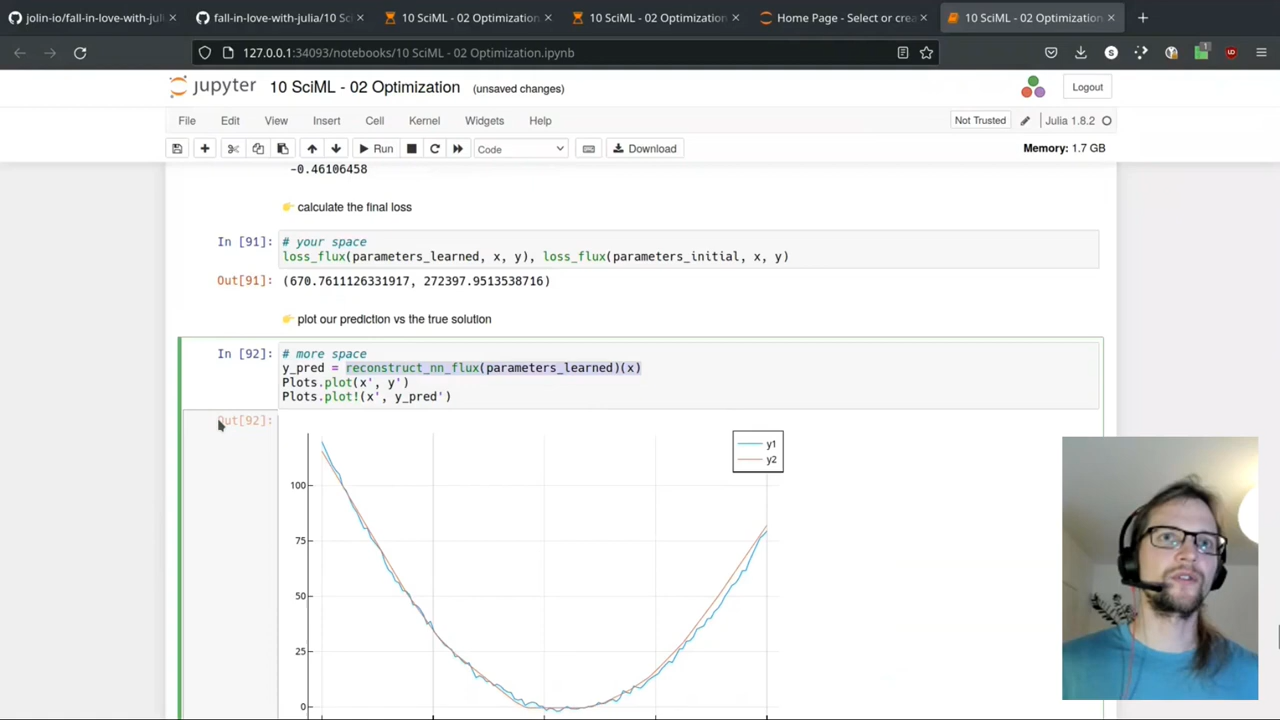 jolin-io/fall-in-love-with-juli
fall-in-love-with-julia/10 Sci
10 SciML - 02 Optimization
10 SciML - 02 Optimization
Home Page - Select or crea
10 SciML - 02 Optimization
127.0.0.1:34093/notebooks/10 SciML - 02 Optimization.ipynb
jupyter 10 SciML - 02 Optimization (unsaved changes) Logout
File Edit View Insert Cell Kernel Widgets Help Not Trusted Julia 1.8.2
Run Code Download Memory: 1.7 GB
-0.46106458
👉 calculate the final loss
In [91]: # your space
loss_flux(parameters_learned, x, y), loss_flux(parameters_initial, x, y)
Out[91]: (670.7611126331917, 272397.9513538716)
👉 plot our prediction vs the true solution
In [92]: # more space
y_pred = reconstruct_nn_flux(parameters_learned)(x)
Plots.plot(x', y')
Plots.plot!(x', y_pred')
Out[92]:
y1
y2
100
75
50
25
0